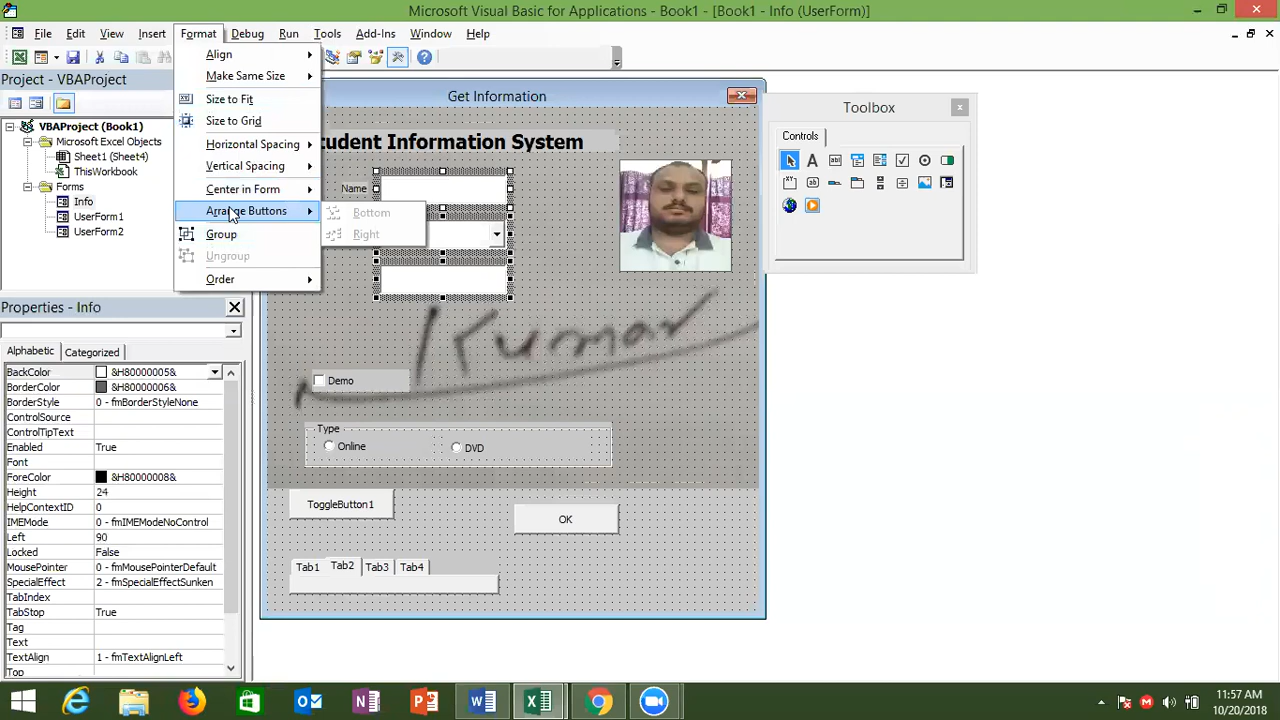 Microsoft Visual Basic for Applications - Book1 - [Book1 - Info (UserForm)]
File Edit View Insert Format Debug Run Tools Add-Ins Window Help
Project - VBAProject
VBAProject (Book1)
Microsoft Excel Objects
Sheet1 (Sheet4)
ThisWorkbook
Forms
Info
UserForm1
UserForm2
Align
Make Same Size
Size to Fit
Size to Grid
Horizontal Spacing
Vertical Spacing
Center in Form
Arrange Buttons
Group
Ungroup
Order
Bottom
Right
Properties - Info
Alphabetic Categorized
BackColor &H80000005&
BorderColor &H80000006&
BorderStyle 0 - fmBorderStyleNone
ControlSource
ControlTipText
Enabled True
Font
ForeColor &H80000008&
Height 24
HelpContextID 0
IMEMode 0 - fmIMEModeNoControl
Left 90
Locked False
MousePointer 0 - fmMousePointerDefault
SpecialEffect 2 - fmSpecialEffectSunken
TabIndex
TabStop True
Tag
Text
TextAlign 1 - fmTextAlignLeft
Top
Get Information
tudent Information System
Name
Kumar
Demo
Type
Online DVD
ToggleButton1
OK
Tab1 Tab2 Tab3 Tab4
Toolbox
Controls
11:57 AM
10/20/2018